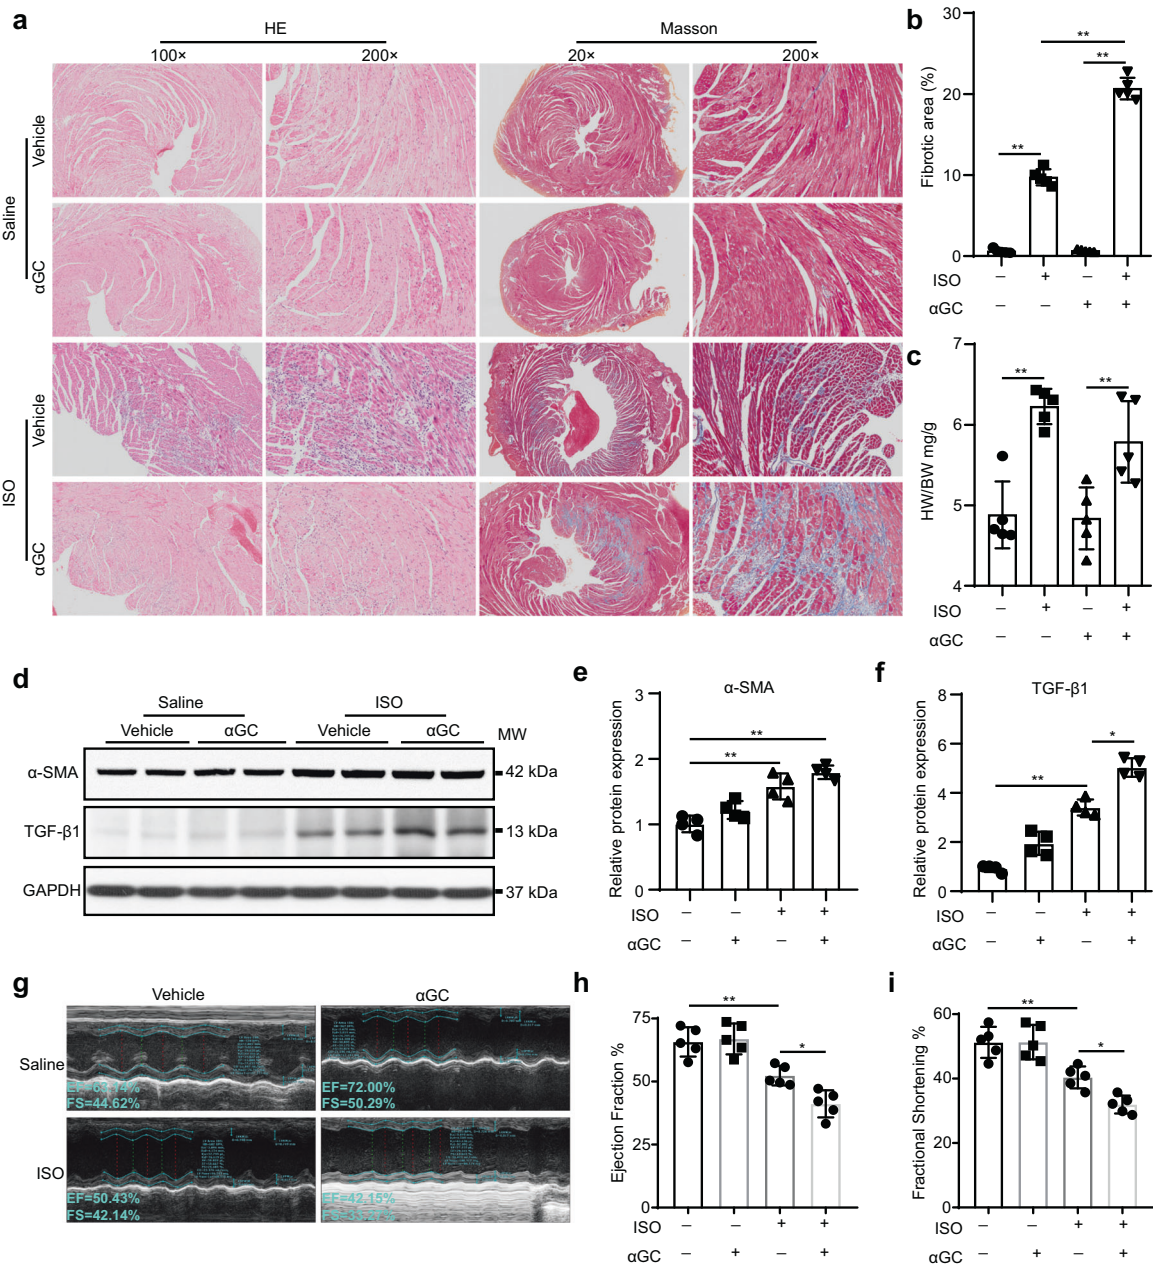 a
HE
Masson
100×
200×
20×
200×
Saline
Vehicle
αGC
ISO
Vehicle
αGC
b
Fibrotic area (%)
30
20
10
0
**
**
**
ISO
– + – +
αGC
– – + +
c
HW/BW mg/g
7
6
5
4
**
**
ISO
– + – +
αGC
– – + +
d
Saline
ISO
Vehicle
αGC
Vehicle
αGC
MW
α-SMA
42 kDa
TGF-β1
13 kDa
GAPDH
37 kDa
e
α-SMA
Relative protein expression
3
2
1
0
**
**
ISO
– – + +
αGC
– + – +
f
TGF-β1
Relative protein expression
8
6
4
2
0
**
*
ISO
– – + +
αGC
– + – +
g
Vehicle
αGC
Saline
FS=44.62%
EF=72.00%
FS=50.29%
ISO
EF=50.43%
FS=42.14%
EF=42.15%
h
Ejection Fraction %
75
50
25
0
**
*
ISO
– – + +
αGC
– + – +
i
Fractional Shortening %
60
40
20
0
**
*
ISO
– – + +
αGC
– + – +